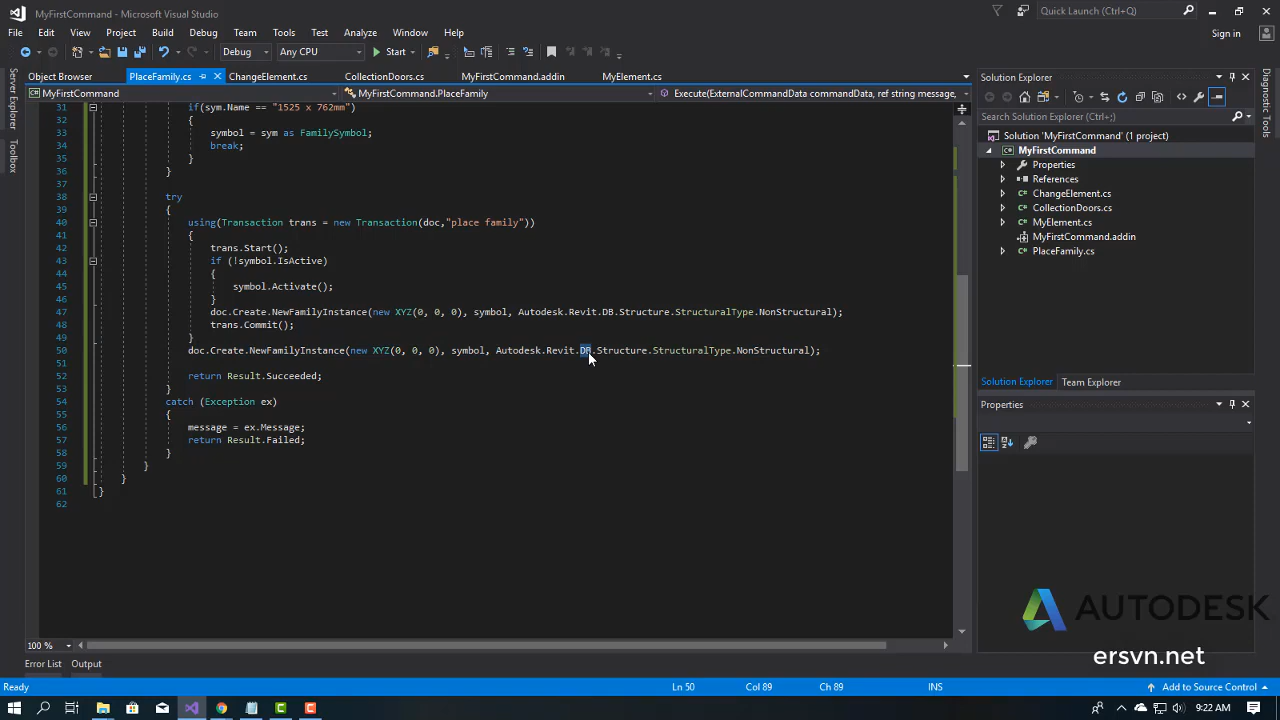 MyFirstCommand - Microsoft Visual Studio
Quick Launch (Ctrl+Q)
File Edit View Project Build Debug Team Tools Test Analyze Window Help
Sign in
Debug Any CPU Start
Server Explorer
Toolbox
Object Browser PlaceFamily.cs ChangeElement.cs CollectionDoors.cs MyFirstCommand.addin MyElement.cs
MyFirstCommand MyFirstCommand.PlaceFamily Execute(ExternalCommandData commandData, ref string message,
31 if(sym.Name == "1525 x 762mm")
32 {
33 symbol = sym as FamilySymbol;
34 break;
35 }
36 }
37
38 try
39 {
40 using(Transaction trans = new Transaction(doc,"place family"))
41 {
42 trans.Start();
43 if (!symbol.IsActive)
44 {
45 symbol.Activate();
46 }
47 doc.Create.NewFamilyInstance(new XYZ(0, 0, 0), symbol, Autodesk.Revit.DB.Structure.StructuralType.NonStructural);
48 trans.Commit();
49 }
50 doc.Create.NewFamilyInstance(new XYZ(0, 0, 0), symbol, Autodesk.Revit.DB.Structure.StructuralType.NonStructural);
51
52 return Result.Succeeded;
53 }
54 catch (Exception ex)
55 {
56 message = ex.Message;
57 return Result.Failed;
58 }
59 }
60 }
61 }
62
100 %
Error List Output
Solution Explorer
Search Solution Explorer (Ctrl+;)
Solution 'MyFirstCommand' (1 project)
MyFirstCommand
Properties
References
ChangeElement.cs
CollectionDoors.cs
MyElement.cs
MyFirstCommand.addin
PlaceFamily.cs
Solution Explorer Team Explorer
Properties
Diagnostic Tools
AUTODESK
ersvn.net
Ready Ln 50 Col 89 Ch 89 INS Add to Source Control
9:22 AM